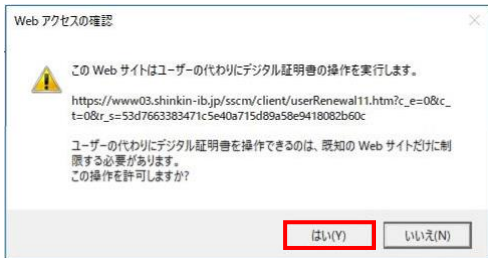 Web アクセスの確認
この Web サイトはユーザーの代わりにデジタル証明書の操作を実行します。
https://www03.shinkin-ib.jp/sscm/client/userRenewal11.htm?c_e=0&c_
t=0&r_s=53d7663383471c5e40a715d89a58e9418082b60c
ユーザーの代わりにデジタル証明書を操作できるのは、既知の Web サイトだけに制
限する必要があります。
この操作を許可しますか?
はい(Y) いいえ(N)